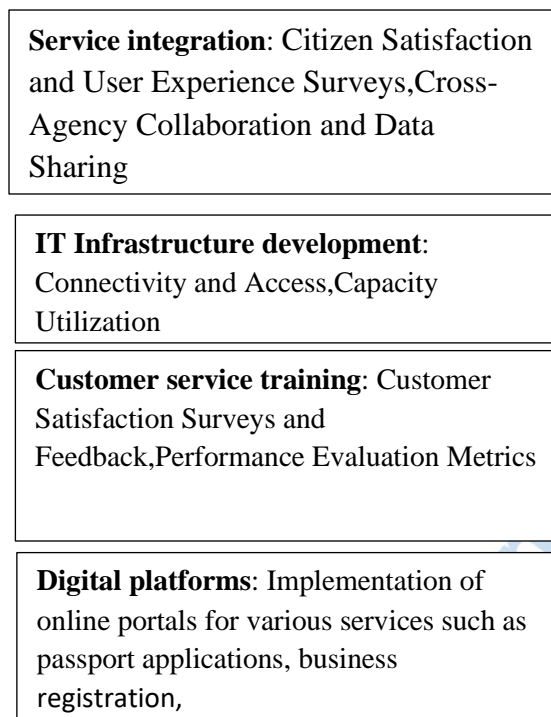 Service integration: Citizen Satisfaction
and User Experience Surveys,Cross-
Agency Collaboration and Data
Sharing
IT Infrastructure development:
Connectivity and Access,Capacity
Utilization
Customer service training: Customer
Satisfaction Surveys and
Feedback,Performance Evaluation Metrics
Digital platforms: Implementation of
online portals for various services such as
passport applications, business
registration,